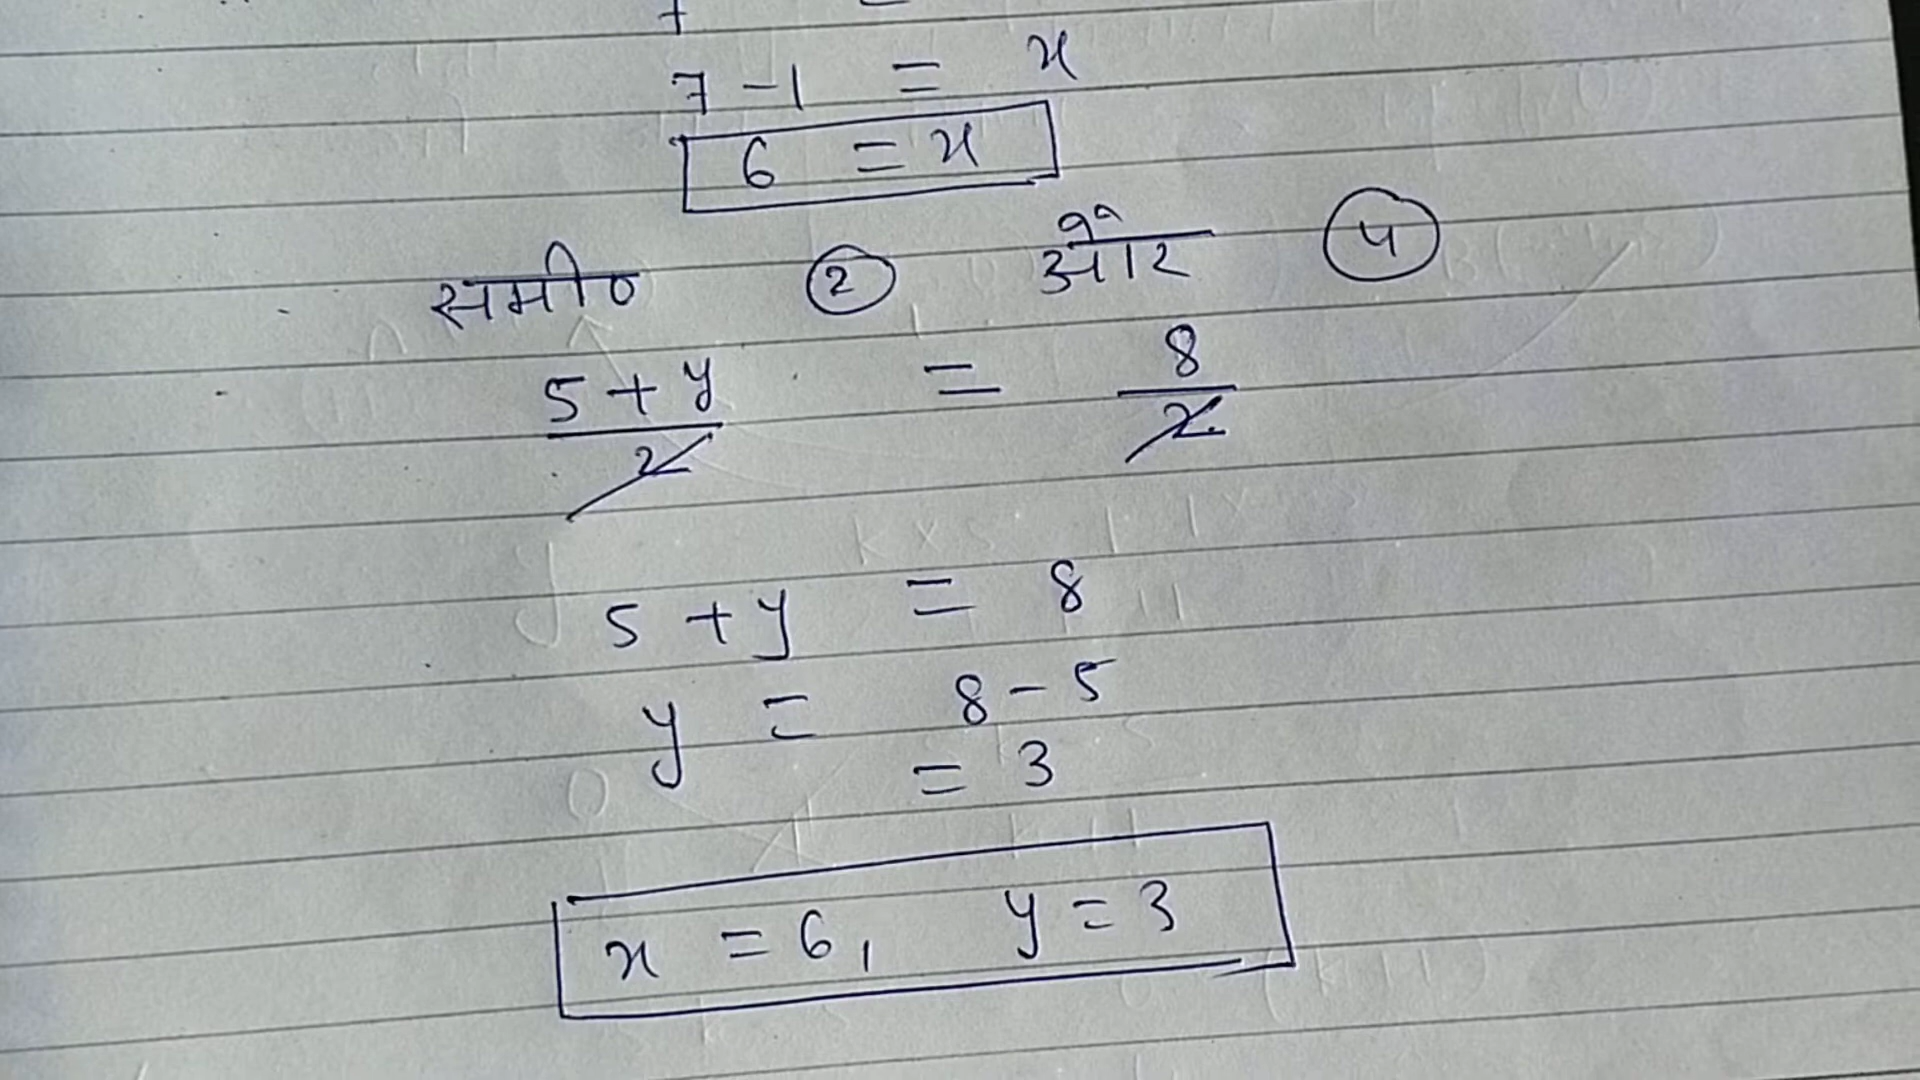 7 - 1 = x
6 = x
समी० ② और ④
5 + y / 2 = 8 / 2
5 + y = 8
y = 8 - 5
= 3
x = 6, y = 3